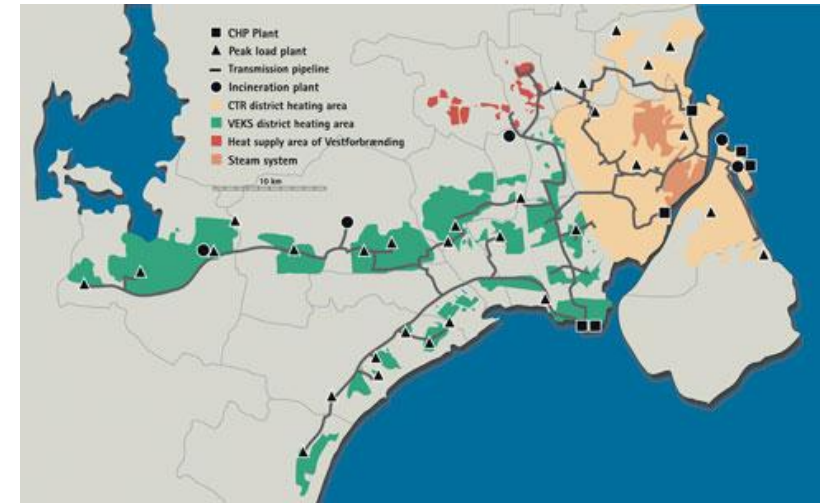 CHP Plant
Peak load plant
Transmission pipeline
Incineration plant
CTR district heating area
VEKS district heating area
Heat supply area of Vestforbrænding
Steam system
10 km